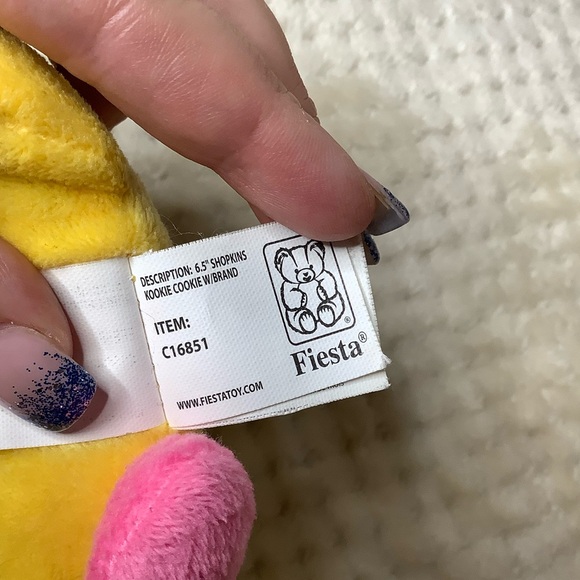 DESCRIPTION: 6.5" SHOPKINS
KOOKIE COOKIE W/BRAND
ITEM:
C16851
WWW.FIESTATOY.COM
®
Fiesta®